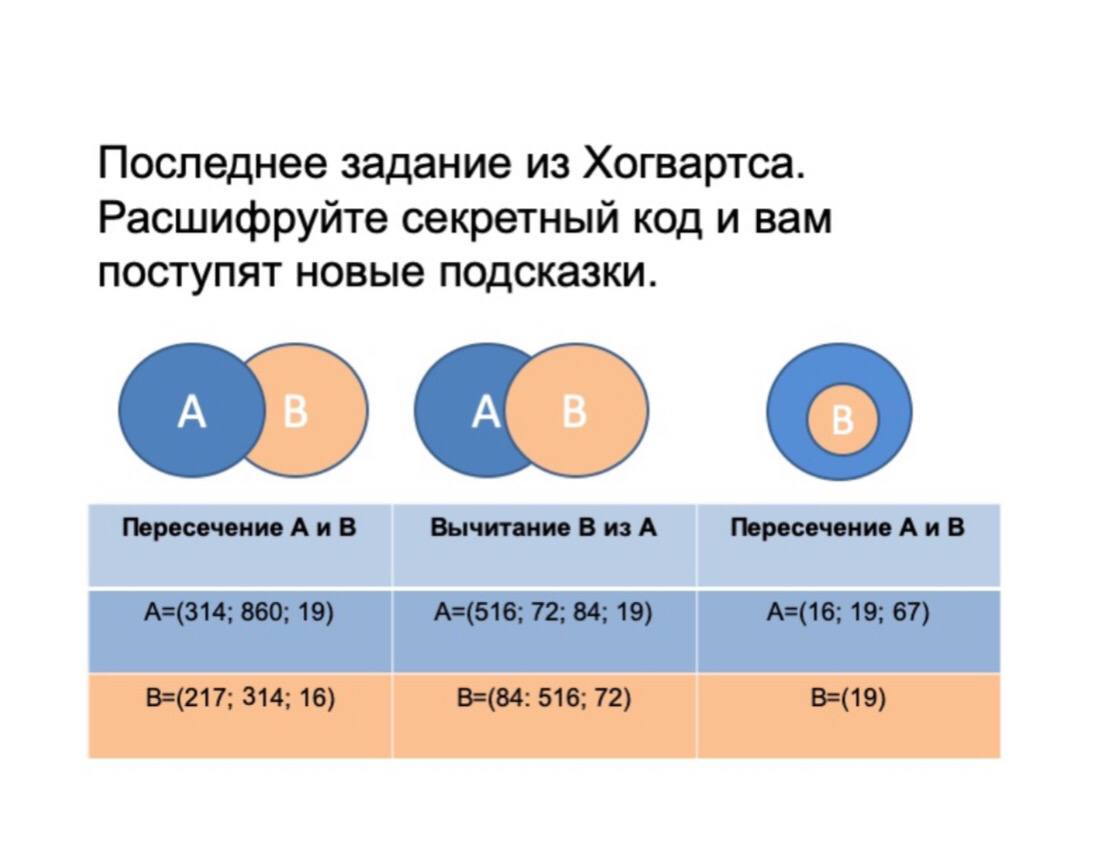 Последнее задание из Хогвартса.
Расшифруйте секретный код и вам
поступят новые подсказки.
A B A B B
Пересечение А и В Вычитание В из А Пересечение А и В
А=(314; 860; 19) А=(516; 72; 84; 19) А=(16; 19; 67)
В=(217; 314; 16) В=(84: 516; 72) В=(19)